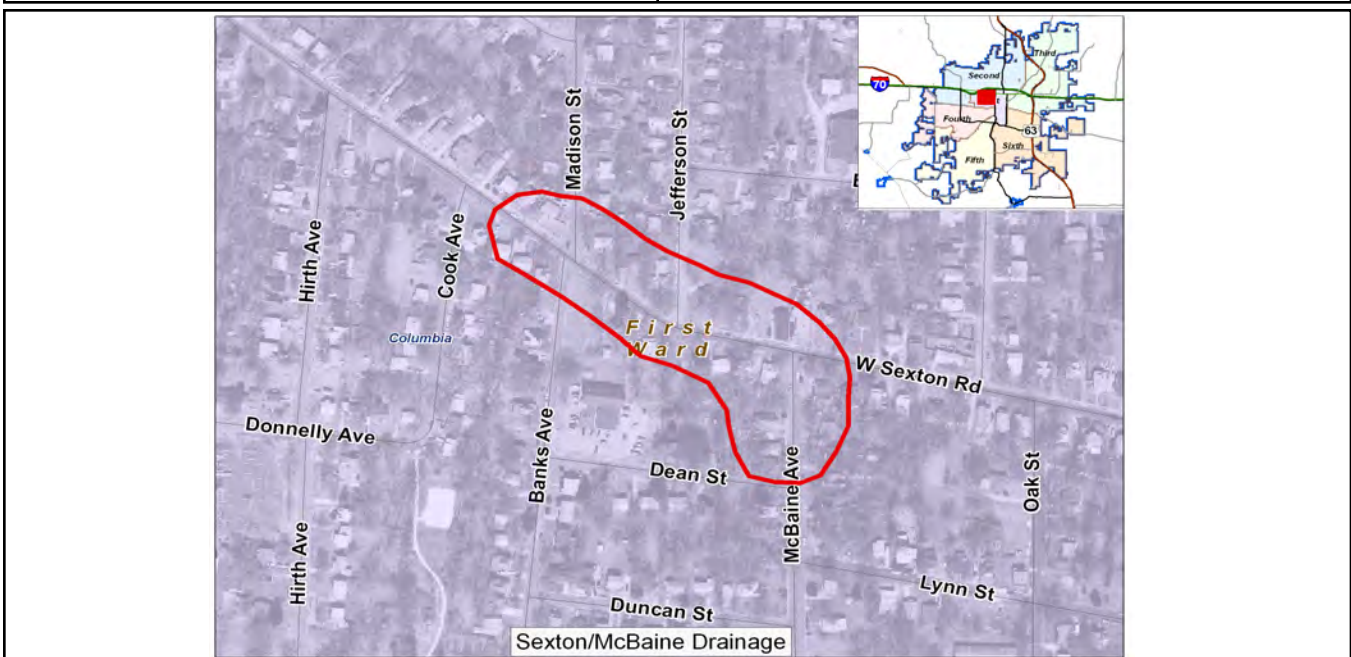 Third
Second
70
Fourth
63
Sixth
Fifth
Madison St
Jefferson St
Hirth Ave
Cook Ave
Columbia
First
Ward
W Sexton Rd
Donnelly Ave
Banks Ave
Dean St
McBaine Ave
Oak St
Hirth Ave
Lynn St
Duncan St
Sexton/McBaine Drainage